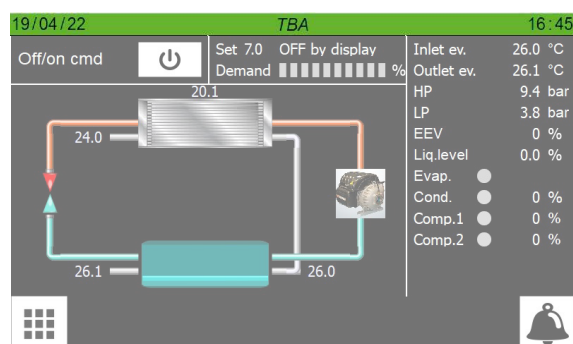 19/04/22 TBA 16:45
Off/on cmd
Set 7.0 OFF by display
Demand %
Inlet ev. 26.0 °C
Outlet ev. 26.1 °C
HP 9.4 bar
LP 3.8 bar
EEV 0 %
Liq.level 0.0 %
Evap.
Cond. 0 %
Comp.1 0 %
Comp.2 0 %
20.1
24.0
26.1
26.0